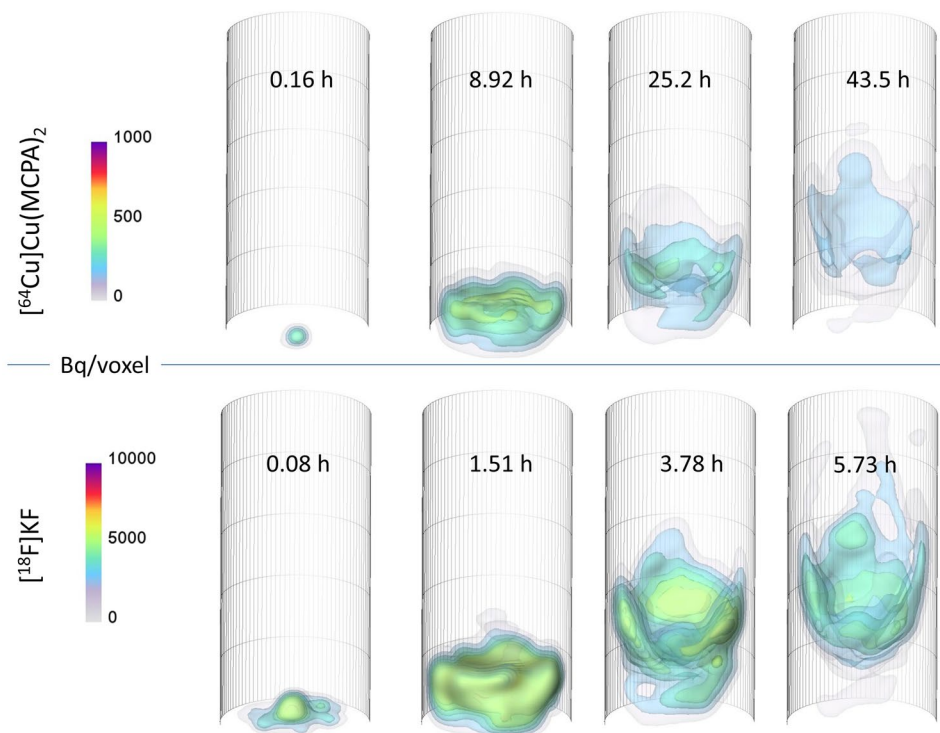 0.16 h
8.92 h
25.2 h
43.5 h
[⁶⁴Cu]Cu(MCPA)₂
1000
500
0
Bq/voxel
0.08 h
1.51 h
3.78 h
5.73 h
[¹⁸F]KF
10000
5000
0